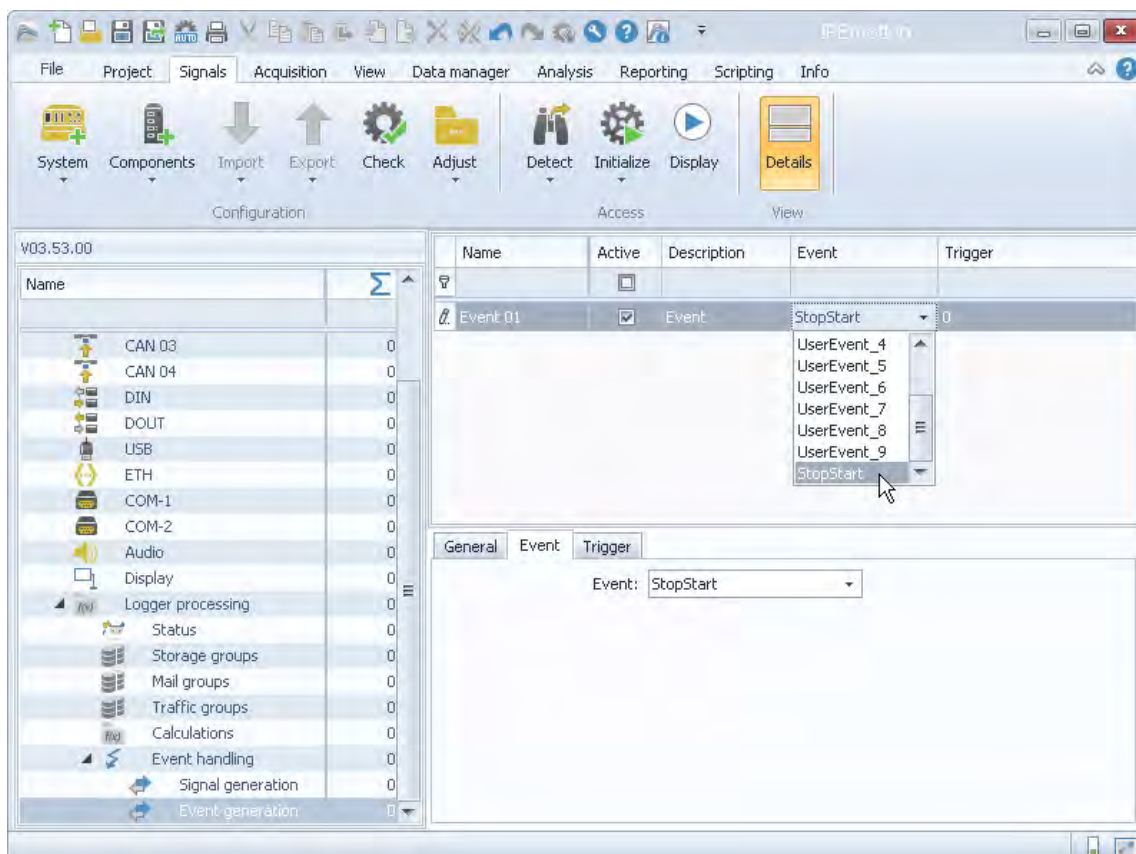 IPEmotion
File Project Signals Acquisition View Data manager Analysis Reporting Scripting Info
System Components Import Export Check Adjust Detect Initialize Display Details
Configuration Access View
V03.53.00
Name
CAN 03 0
CAN 04 0
DIN 0
DOUT 0
USB 0
ETH 0
COM-1 0
COM-2 0
Audio 0
Display 0
Logger processing 0
Status 0
Storage groups 0
Mail groups 0
Traffic groups 0
Calculations 0
Event handling 0
Signal generation 0
Event generation 0
Name Active Description Event Trigger
Event 01 Event StopStart 0
UserEvent_4
UserEvent_5
UserEvent_6
UserEvent_7
UserEvent_8
UserEvent_9
StopStart
General Event Trigger
Event: StopStart